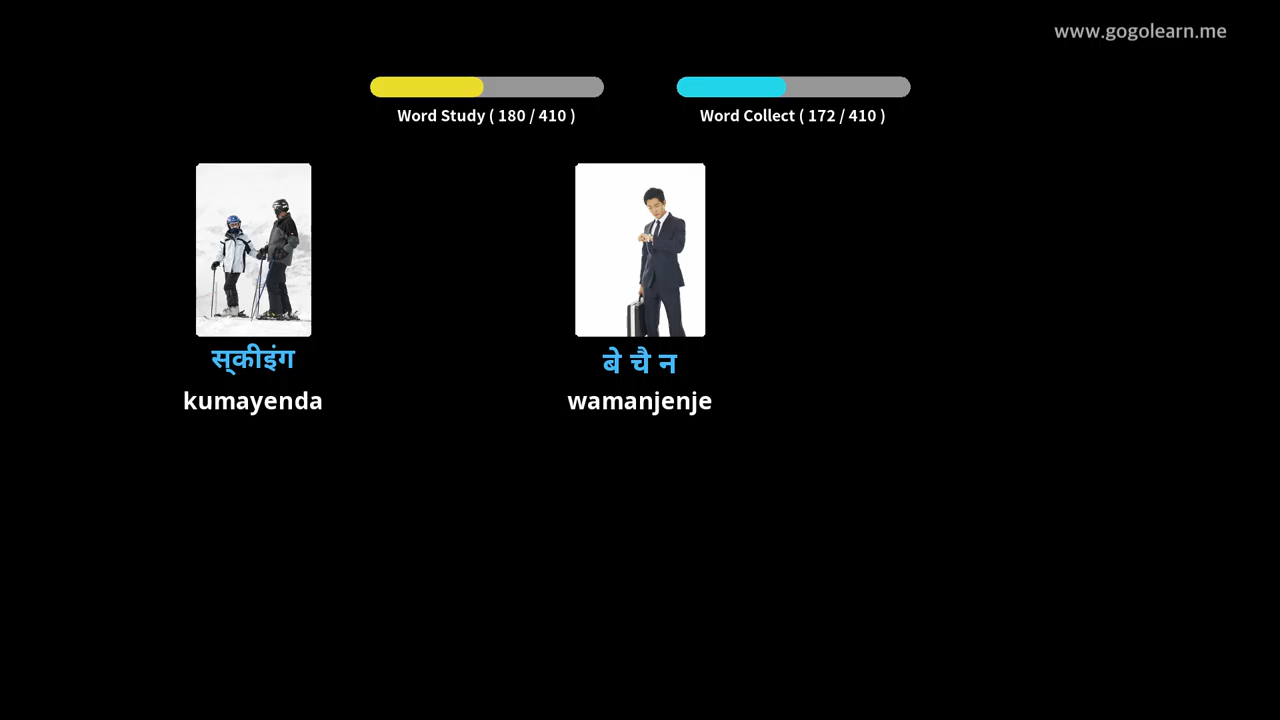 www.gogolearn.me
Word Study ( 180 / 410 )
Word Collect ( 172 / 410 )
स्कीइंग
बे चै न
kumayenda
wamanjenje